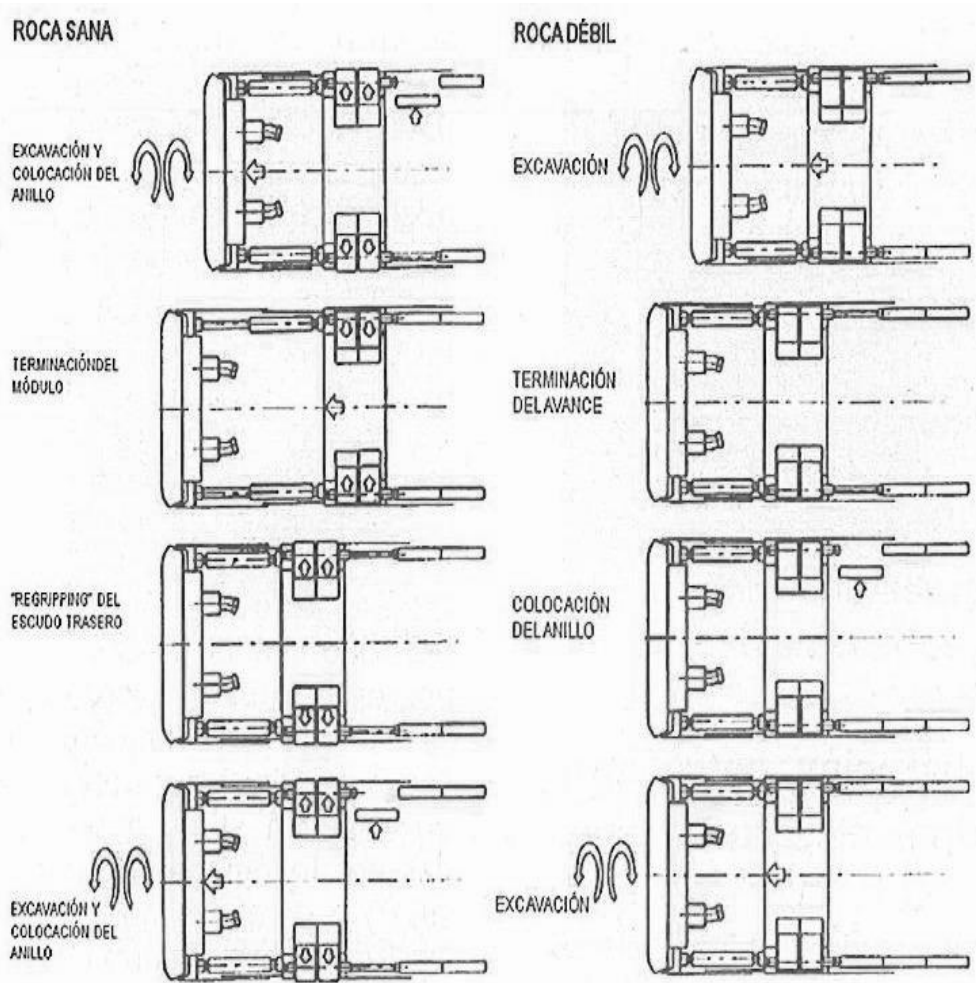 ROCA SANA
EXCAVACIÓN Y
COLOCACIÓN DEL
ANILLO
TERMINACIÓNDEL
MÓDULO
"REGRIPPING" DEL
ESCUDO TRASERO
EXCAVACIÓN Y
COLOCACIÓN DEL
ANILLO
ROCA DÉBIL
EXCAVACIÓN
TERMINACIÓN
DELAVANCE
COLOCACIÓN
DELANILLO
EXCAVACIÓN